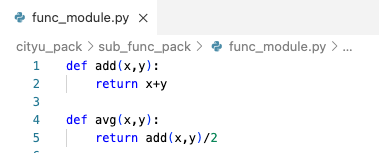 func_module.py ×
cityu_pack > sub_func_pack > func_module.py > ...
1 def add(x,y):
2     return x+y
3
4 def avg(x,y):
5     return add(x,y)/2